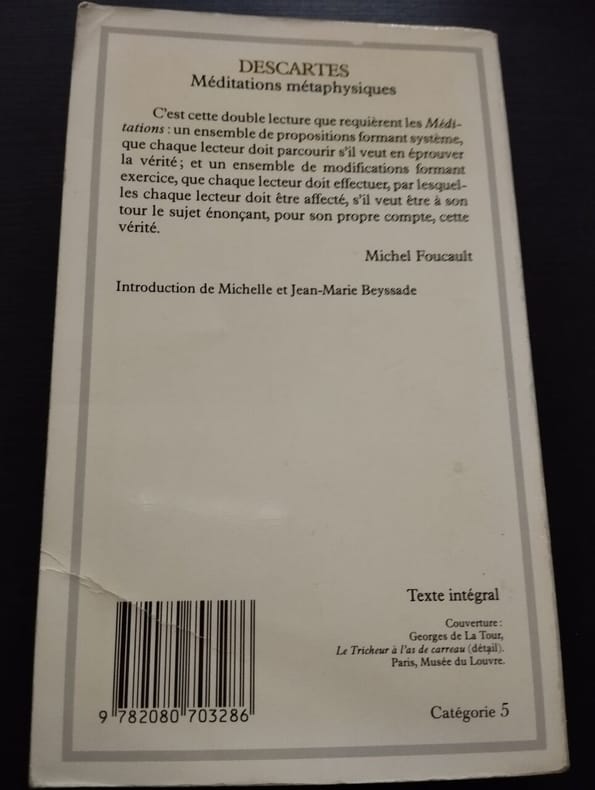 DESCARTES
Méditations métaphysiques
C'est cette double lecture que requièrent les Médi-
tations : un ensemble de propositions formant système,
que chaque lecteur doit parcourir s'il veut en éprouver
la vérité ; et un ensemble de modifications formant
exercice, que chaque lecteur doit effectuer, par lesquel-
les chaque lecteur doit être affecté, s'il veut être à son
tour le sujet énonçant, pour son propre compte, cette
vérité.
Michel Foucault
Introduction de Michelle et Jean-Marie Beyssade
Texte intégral
Couverture :
Georges de La Tour,
Le Tricheur à l'as de carreau (détail).
Paris, Musée du Louvre.
9 782080 703286
Catégorie 5